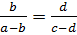 b/(a−b) = d/(c−d)